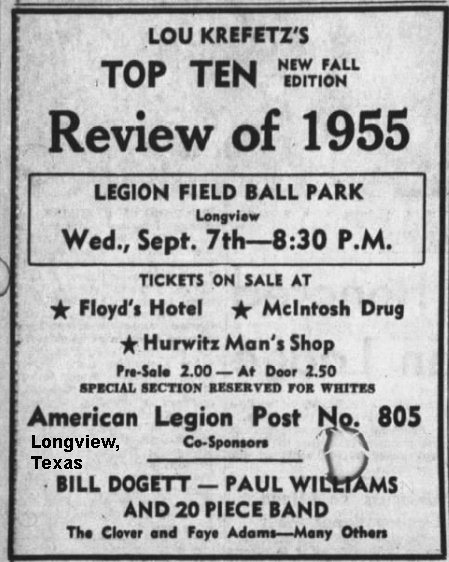 LOU KREFETZ'S
TOP TEN NEW FALL EDITION
Review of 1955
LEGION FIELD BALL PARK
Longview
Wed., Sept. 7th—8:30 P.M.
TICKETS ON SALE AT
★ Floyd's Hotel ★ McIntosh Drug
★ Hurwitz Man's Shop
Pre-Sale 2.00 — At Door 2.50
SPECIAL SECTION RESERVED FOR WHITES
American Legion Post No. 805
Longview,
Texas
Co-Sponsors
BILL DOGETT — PAUL WILLIAMS
AND 20 PIECE BAND
The Clover and Faye Adams—Many Others